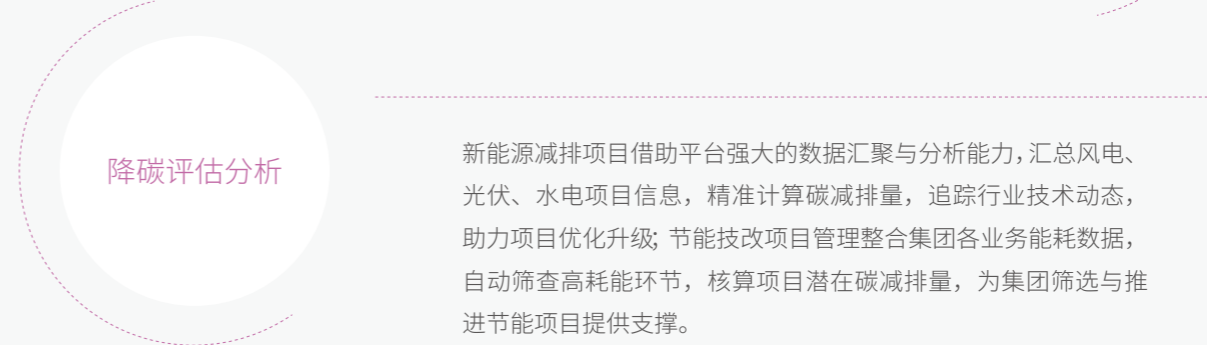 降碳评估分析
新能源减排项目借助平台强大的数据汇聚与分析能力，汇总风电、
光伏、水电项目信息，精准计算碳减排量，追踪行业技术动态，
助力项目优化升级；节能技改项目管理整合集团各业务能耗数据，
自动筛查高耗能环节，核算项目潜在碳减排量，为集团筛选与推
进节能项目提供支撑。